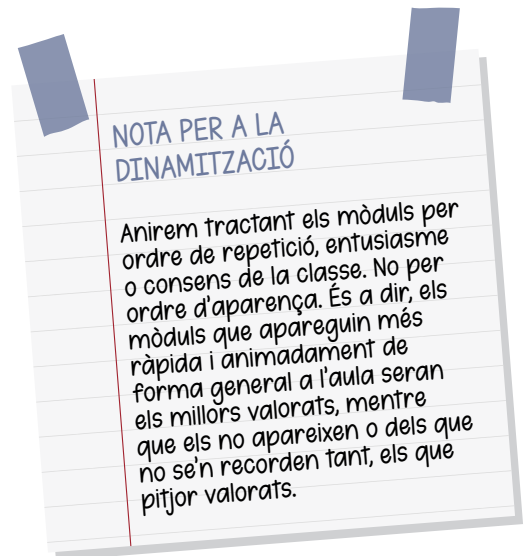 NOTA PER A LA
DINAMITZACIÓ
Anirem tractant els mòduls per
ordre de repetició, entusiasme
o consens de la classe. No per
ordre d'aparença. És a dir, els
mòduls que apareguin més
ràpida i animadament de
forma general a l'aula seran
els millors valorats, mentre
que els no apareixen o dels que
no se'n recorden tant, els que
pitjor valorats.